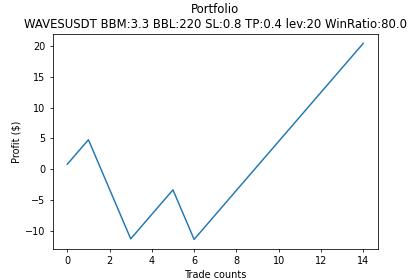 Portfolio
WAVESUSDT BBM:3.3 BBL:220 SL:0.8 TP:0.4 lev:20 WinRatio:80.0
Profit ($)
20
15
10
5
0
−5
−10
0 2 4 6 8 10 12 14
Trade counts